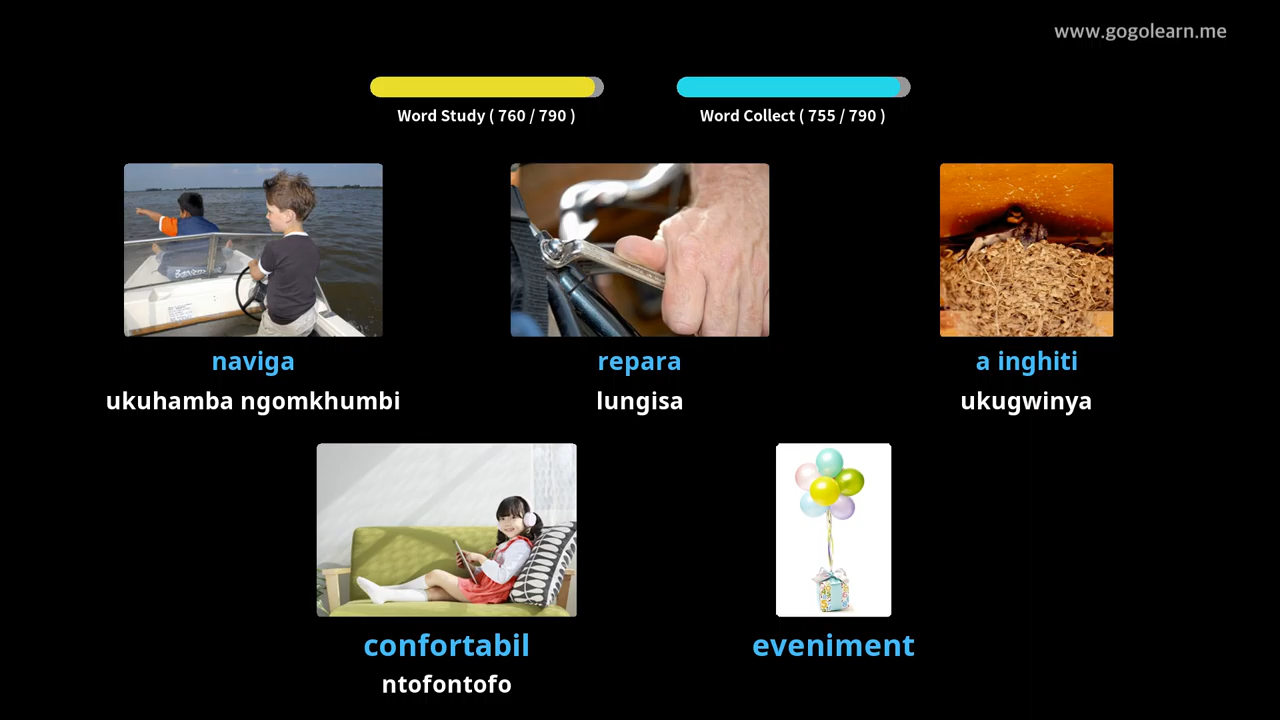 www.gogolearn.me
Word Study ( 760 / 790 )
Word Collect ( 755 / 790 )
naviga
ukuhamba ngomkhumbi
repara
lungisa
a inghiti
ukugwinya
confortabil
ntofontofo
eveniment